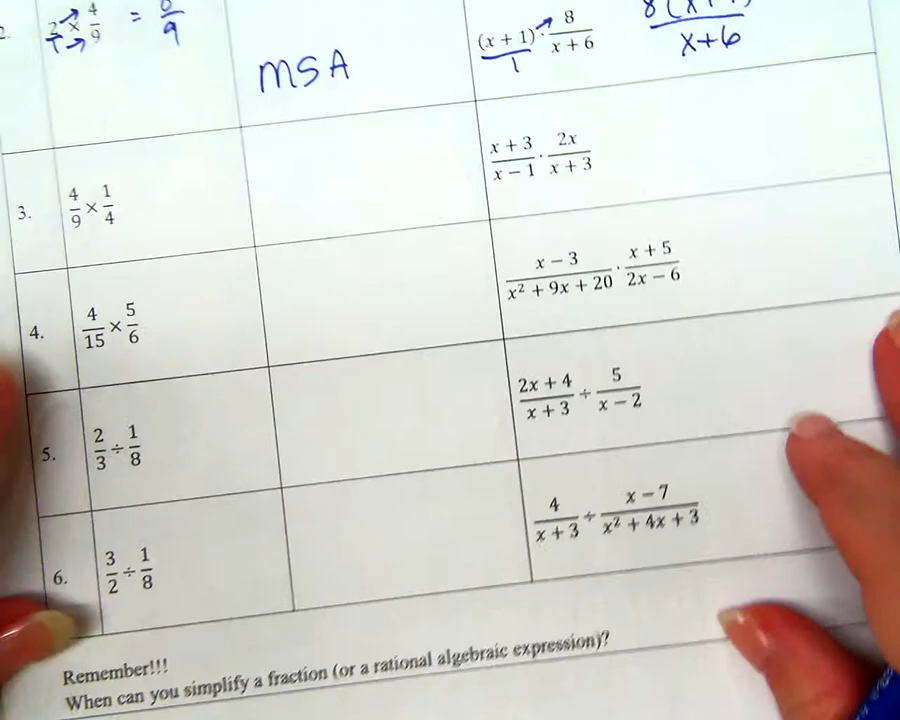 2. 2/1 × 4/9 = 8/9
MSA
(x + 1)/1 · 8/(x + 6)
x+6
3. 4/9 × 1/4
(x + 3)/(x − 1) · 2x/(x + 3)
4. 4/15 × 5/6
(x − 3)/(x² + 9x + 20) · (x + 5)/(2x − 6)
5. 2/3 ÷ 1/8
(2x + 4)/(x + 3) ÷ 5/(x − 2)
6. 3/2 ÷ 1/8
4/(x + 3) ÷ (x − 7)/(x² + 4x + 3)
Remember!!!
When can you simplify a fraction (or a rational algebraic expression)?